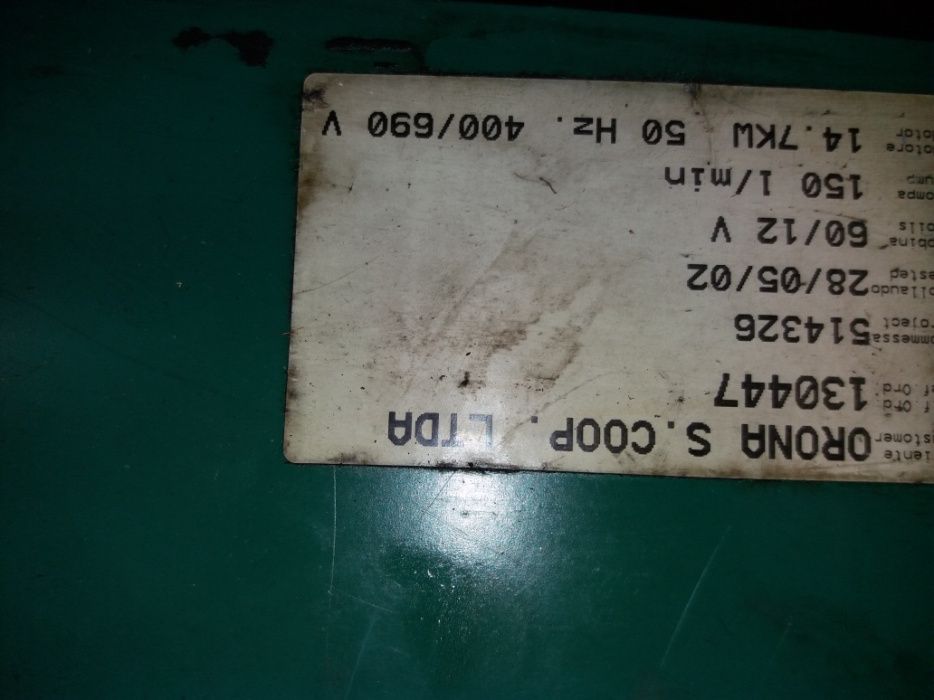 ORONA S.COOP. LTDA
130447
514326
28/05/02
60/12 V
150 l/min
14.7KW 50 Hz. 400/690 V